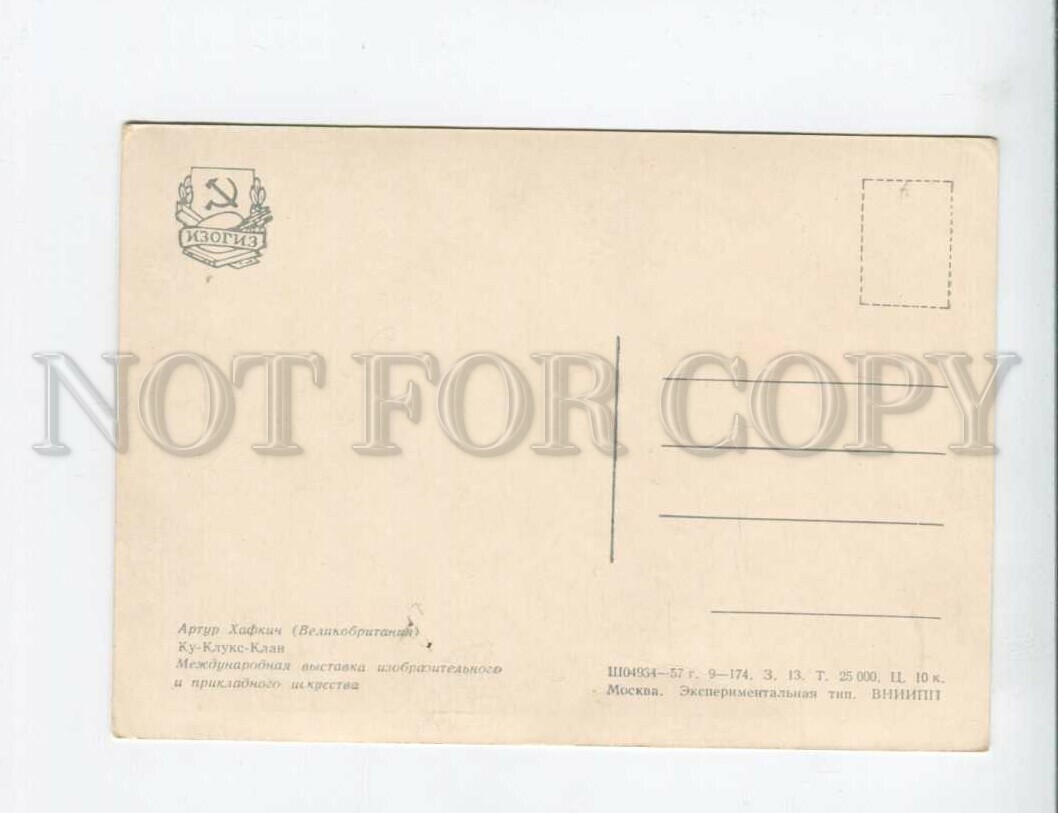 ИЗОГИЗ
NOT FOR COPY
Артур Хафкин (Великобритания)
Ку-Клукс-Клан
Международная выставка изобразительного
и прикладного искусства
Ш04934—57 г. 9—174. З. 13. Т. 25 000. Ц. 10 к.
Москва. Экспериментальная тип. ВНИИПП